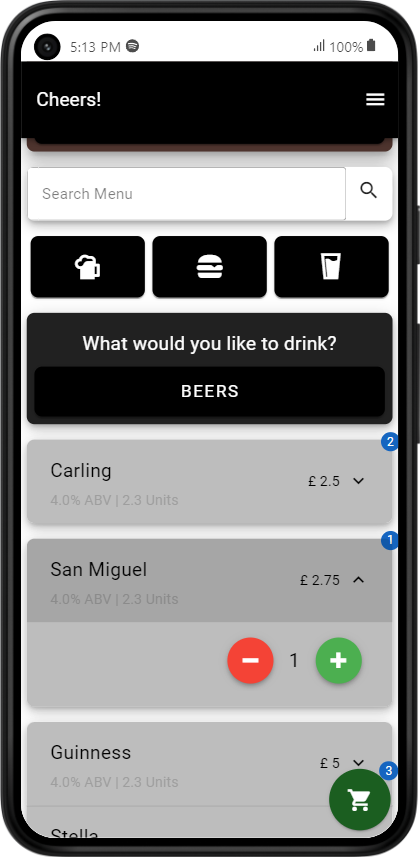 5:13 PM 100%
Cheers!
Search Menu
What would you like to drink?
BEERS
2
Carling
£ 2.5
4.0% ABV | 2.3 Units
1
San Miguel
£ 2.75
4.0% ABV | 2.3 Units
1
Guinness
£ 5
3
4.0% ABV | 2.3 Units
Stella